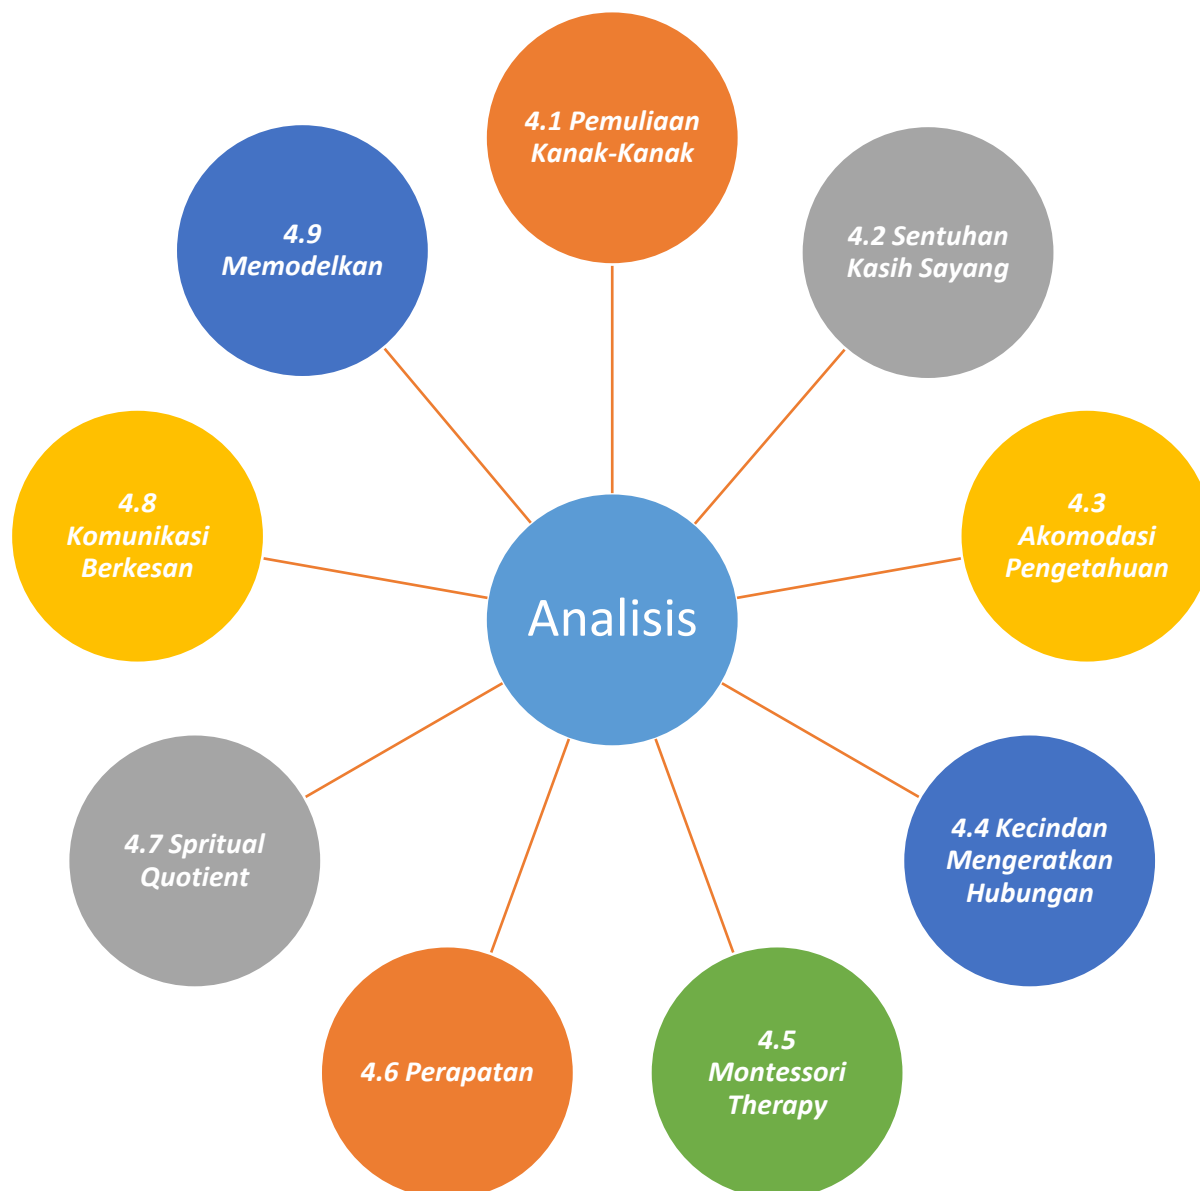 4.1 Pemuliaan
Kanak-Kanak
4.2 Sentuhan
Kasih Sayang
4.3
Akomodasi
Pengetahuan
4.4 Kecindan
Mengeratkan
Hubungan
4.5
Montessori
Therapy
4.6 Perapatan
4.7 Spritual
Quotient
4.8
Komunikasi
Berkesan
4.9
Memodelkan
Analisis